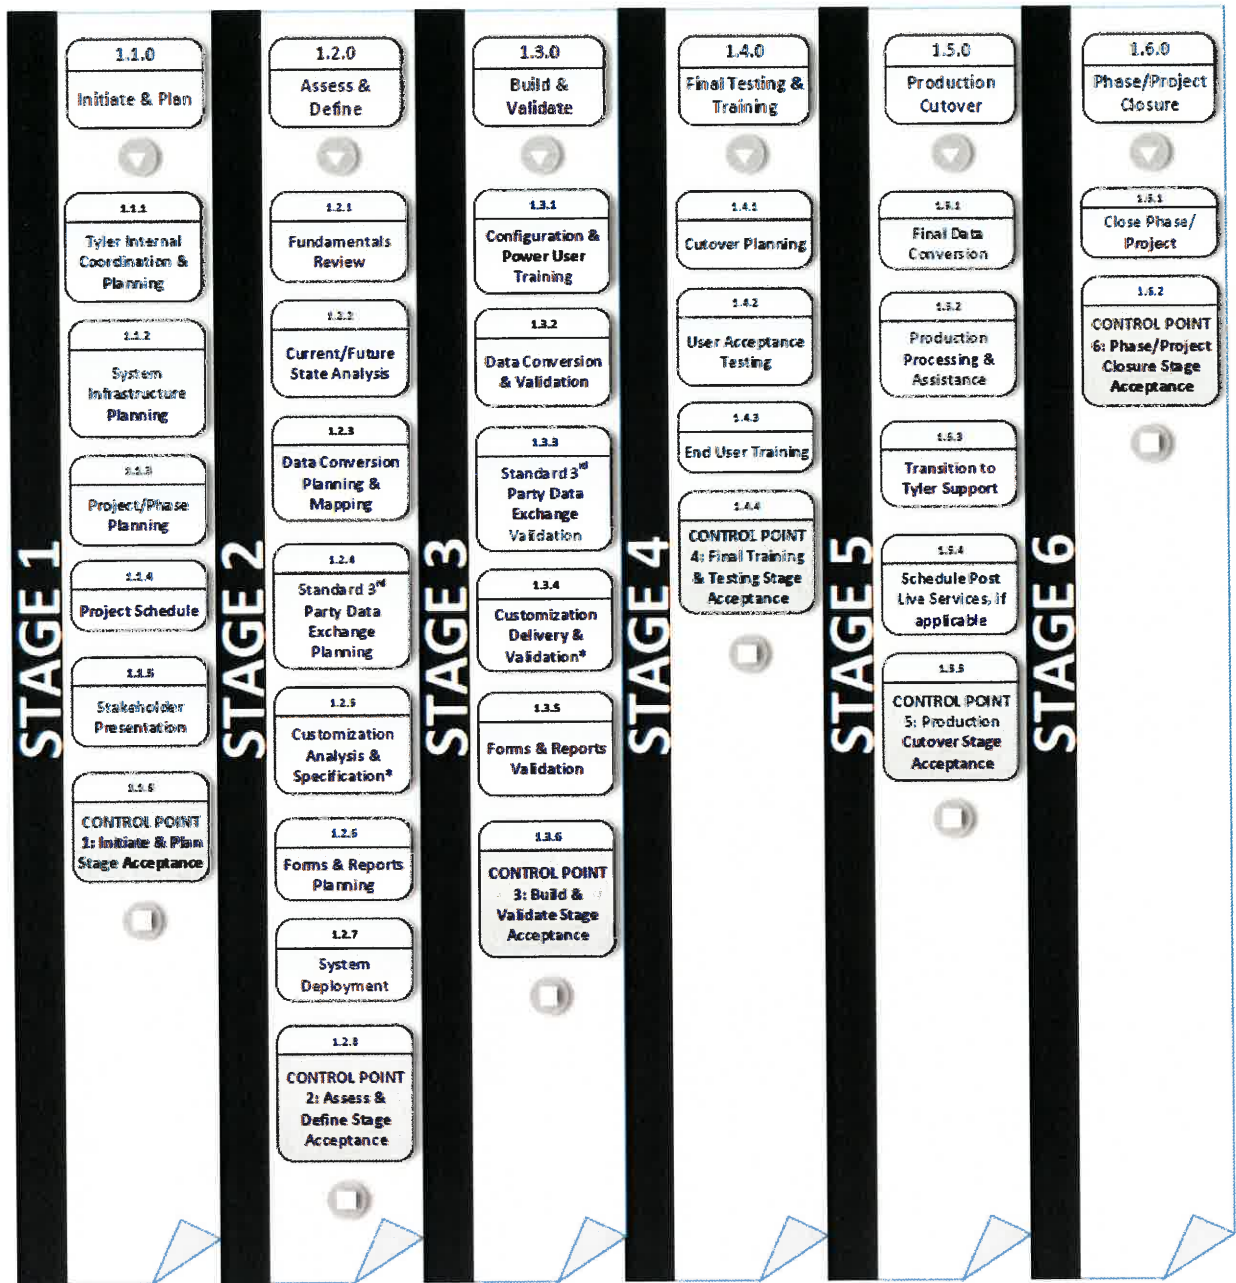 STAGE 1
1.1.0
Initiate & Plan
1.1.1
Tyler Internal
Coordination &
Planning
1.1.2
System
Infrastructure
Planning
1.1.3
Project/Phase
Planning
1.1.4
Project Schedule
1.1.5
Stakeholder
Presentation
1.1.6
CONTROL POINT
1: Initiate & Plan
Stage Acceptance
STAGE 2
1.2.0
Assess &
Define
1.2.1
Fundamentals
Review
1.2.2
Current/Future
State Analysis
1.2.3
Data Conversion
Planning &
Mapping
1.2.4
Standard 3rd
Party Data
Exchange
Planning
1.2.5
Customization
Analysis &
Specification*
1.2.6
Forms & Reports
Planning
1.2.7
System
Deployment
1.2.8
CONTROL POINT
2: Assess &
Define Stage
Acceptance
STAGE 3
1.3.0
Build &
Validate
1.3.1
Configuration &
Power User
Training
1.3.2
Data Conversion
& Validation
1.3.3
Standard 3rd
Party Data
Exchange
Validation
1.3.4
Customization
Delivery &
Validation*
1.3.5
Forms & Reports
Validation
1.3.6
CONTROL POINT
3: Build &
Validate Stage
Acceptance
STAGE 4
1.4.0
Final Testing &
Training
1.4.1
Cutover Planning
1.4.2
User Acceptance
Testing
1.4.3
End User Training
1.4.4
CONTROL POINT
4: Final Training
& Testing Stage
Acceptance
STAGE 5
1.5.0
Production
Cutover
1.5.1
Final Data
Conversion
1.5.2
Production
Processing &
Assistance
1.5.3
Transition to
Tyler Support
1.5.4
Schedule Post
Live Services, if
applicable
1.5.5
CONTROL POINT
5: Production
Cutover Stage
Acceptance
STAGE 6
1.6.0
Phase/Project
Closure
1.6.1
Close Phase/
Project
1.6.2
CONTROL POINT
6: Phase/Project
Closure Stage
Acceptance